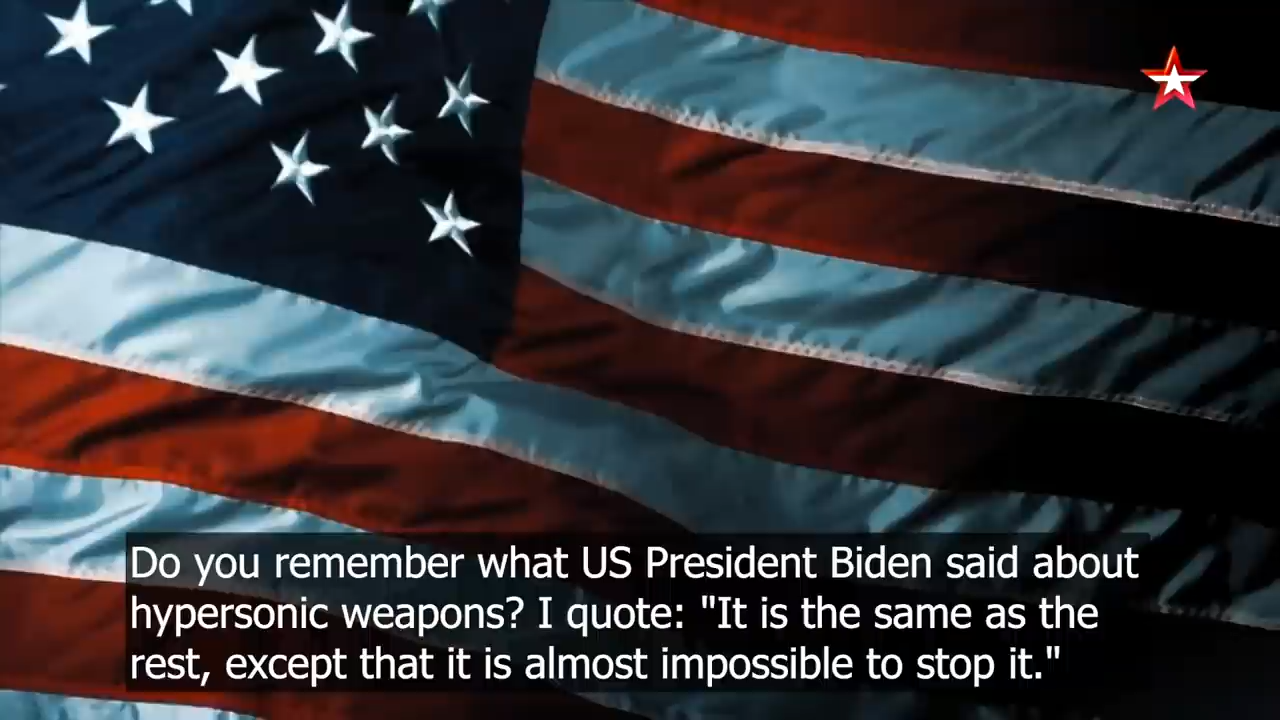 Do you remember what US President Biden said about
hypersonic weapons? I quote: "It is the same as the
rest, except that it is almost impossible to stop it."